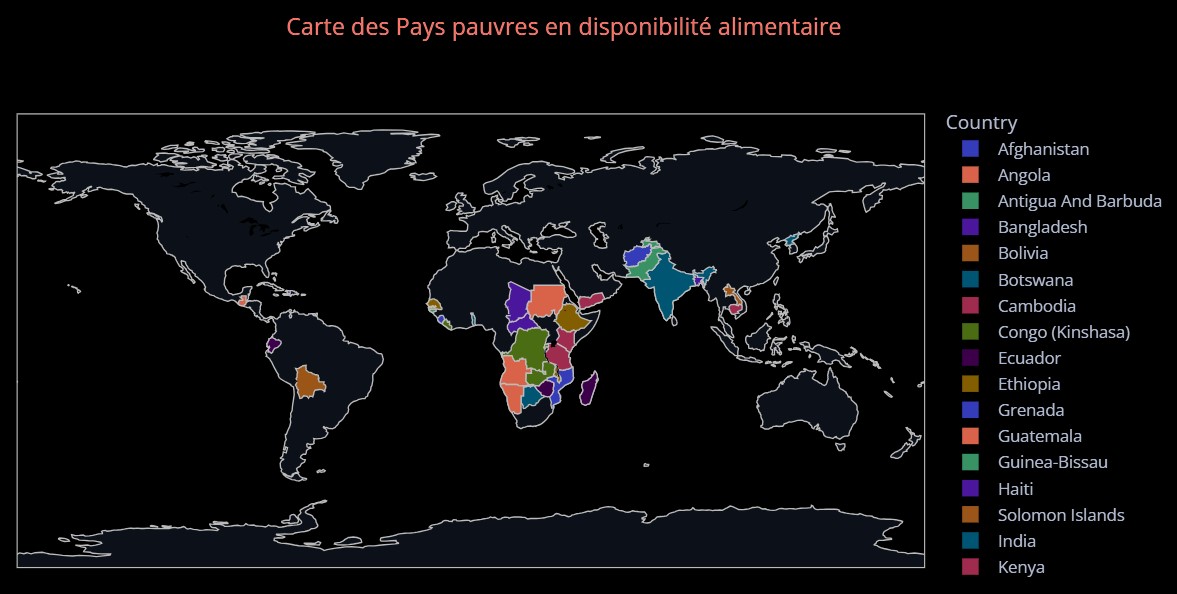 Carte des Pays pauvres en disponibilité alimentaire
Country
Afghanistan
Angola
Antigua And Barbuda
Bangladesh
Bolivia
Botswana
Cambodia
Congo (Kinshasa)
Ecuador
Ethiopia
Grenada
Guatemala
Guinea-Bissau
Haiti
Solomon Islands
India
Kenya